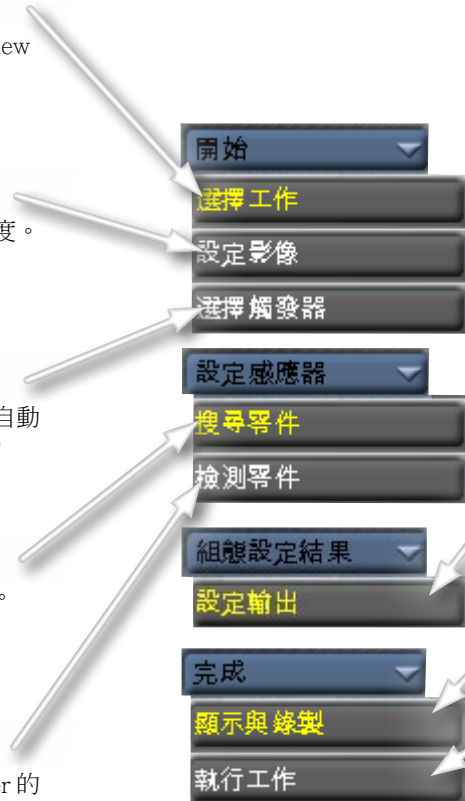 iew
開始
選擇工作
度。
設定影像
選擇觸發器
設定感應器
自動
搜尋零件
檢測零件
組態設定結果
設定輸出
。
完成
顯示與錄製
er 的
執行工作